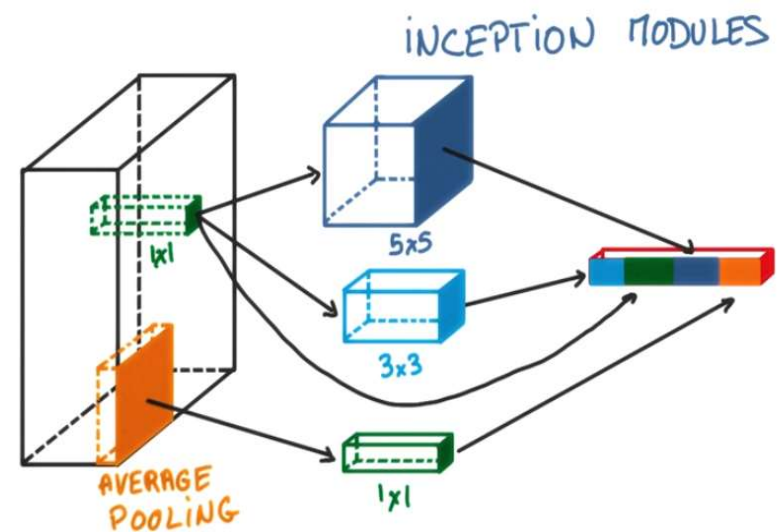 INCEPTION MODULES
1x1
5x5
3x3
1x1
AVERAGE
POOLING